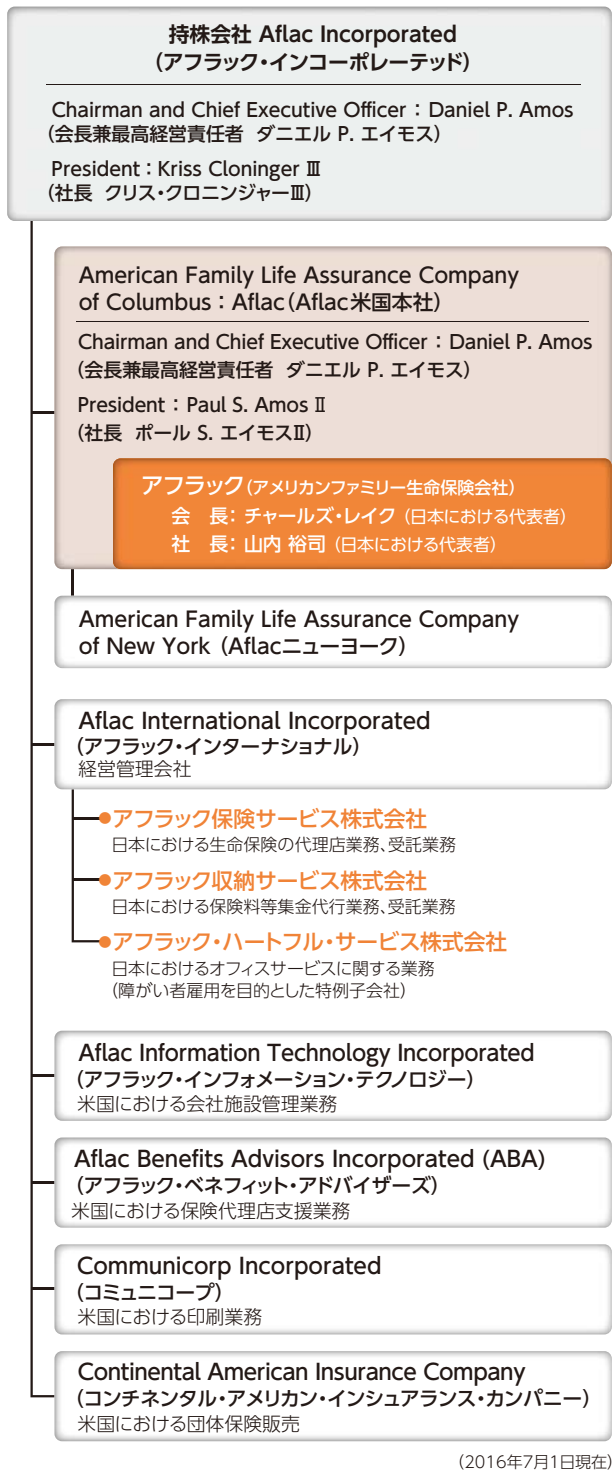 持株会社 Aflac Incorporated
(アフラック・インコーポレーテッド)
Chairman and Chief Executive Officer : Daniel P. Amos
(会長兼最高経営責任者 ダニエル P. エイモス)
President : Kriss Cloninger Ⅲ
(社長 クリス・クロニンジャーⅢ)
American Family Life Assurance Company
of Columbus : Aflac(Aflac米国本社)
Chairman and Chief Executive Officer : Daniel P. Amos
(会長兼最高経営責任者 ダニエル P. エイモス)
President : Paul S. Amos Ⅱ
(社長 ポール S. エイモスⅡ)
アフラック(アメリカンファミリー生命保険会社)
会 長: チャールズ・レイク (日本における代表者)
社 長: 山内 裕司 (日本における代表者)
American Family Life Assurance Company
of New York (Aflacニューヨーク)
Aflac International Incorporated
(アフラック・インターナショナル)
経営管理会社
●アフラック保険サービス株式会社
日本における生命保険の代理店業務、受託業務
●アフラック収納サービス株式会社
日本における保険料等集金代行業務、受託業務
●アフラック・ハートフル・サービス株式会社
日本におけるオフィスサービスに関する業務
(障がい者雇用を目的とした特例子会社)
Aflac Information Technology Incorporated
(アフラック・インフォメーション・テクノロジー)
米国における会社施設管理業務
Aflac Benefits Advisors Incorporated (ABA)
(アフラック・ベネフィット・アドバイザーズ)
米国における保険代理店支援業務
Communicorp Incorporated
(コミュニコープ)
米国における印刷業務
Continental American Insurance Company
(コンチネンタル・アメリカン・インシュアランス・カンパニー)
米国における団体保険販売
(2016年7月1日現在)